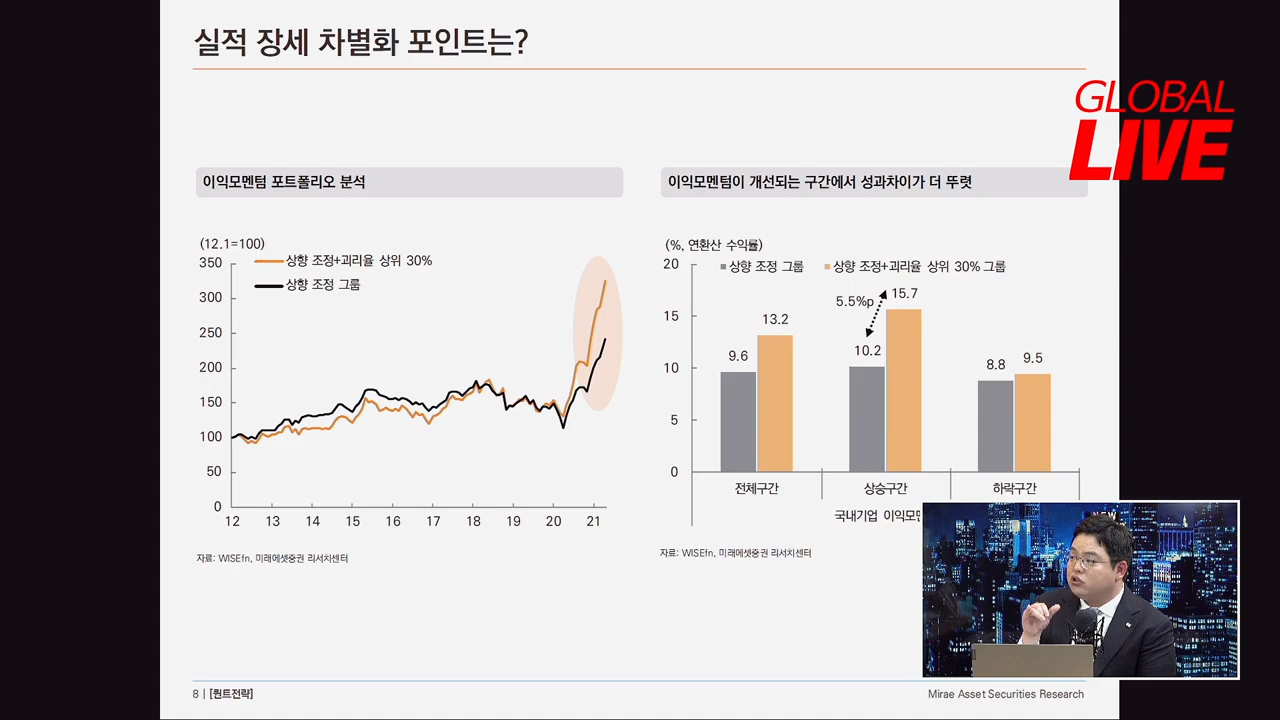 실적 장세 차별화 포인트는?
GLOBAL
LIVE
이익모멘텀 포트폴리오 분석
(12.1=100)
350
300
250
200
150
100
50
0
상향 조정+괴리율 상위 30%
상향 조정 그룹
12 13 14 15 16 17 18 19 20 21
자료: WISEfn, 미래에셋증권 리서치센터
이익모멘텀이 개선되는 구간에서 성과차이가 더 뚜렷
(%, 연환산 수익률)
20
15
10
5
0
상향 조정 그룹 상향 조정+괴리율 상위 30% 그룹
9.6 13.2
5.5%p
10.2 15.7
8.8 9.5
전체구간 상승구간 하락구간
국내기업 이익모멘
자료: WISEfn, 미래에셋증권 리서치센터
NEW
8 | [퀀트전략]
Mirae Asset Securities Research